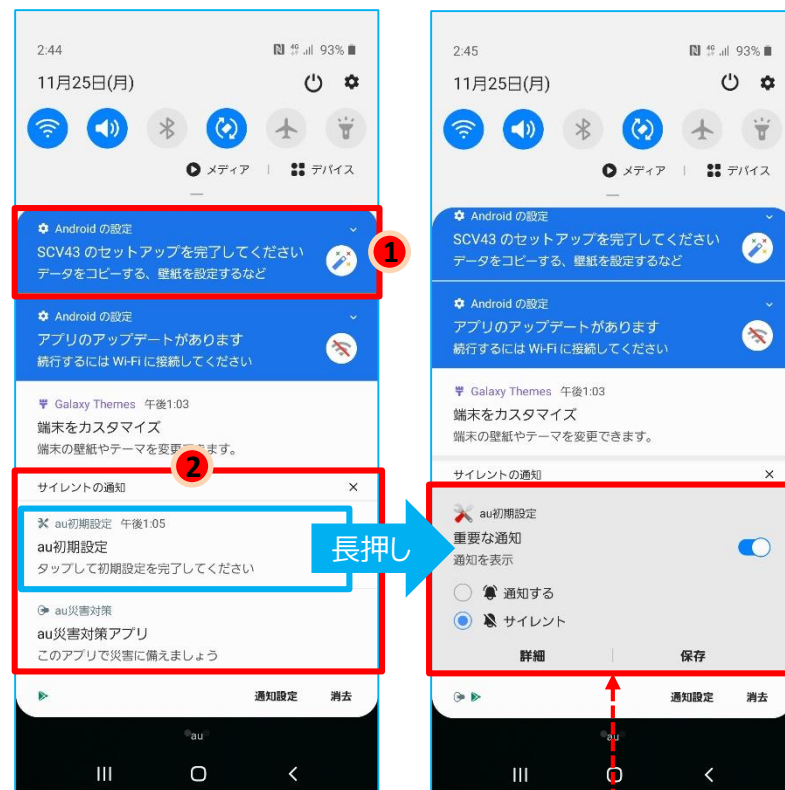 2:44
4G
93%
11月25日(月)
メディア
デバイス
Android の設定
SCV43 のセットアップを完了してください
データをコピーする、壁紙を設定するなど
1
Android の設定
アプリのアップデートがあります
続行するには Wi-Fi に接続してください
Galaxy Themes 午後1:03
端末をカスタマイズ
端末の壁紙やテーマを変更できます。
2
サイレントの通知 ×
au初期設定 午後1:05
au初期設定
タップして初期設定を完了してください
au災害対策
au災害対策アプリ
このアプリで災害に備えましょう
通知設定 消去
au
長押し
2:45
4G
93%
11月25日(月)
メディア
デバイス
Android の設定
SCV43 のセットアップを完了してください
データをコピーする、壁紙を設定するなど
Android の設定
アプリのアップデートがあります
続行するには Wi-Fi に接続してください
Galaxy Themes 午後1:03
端末をカスタマイズ
端末の壁紙やテーマを変更できます。
サイレントの通知 ×
au初期設定
重要な通知
通知を表示
通知する
サイレント
詳細 保存
通知設定 消去
au